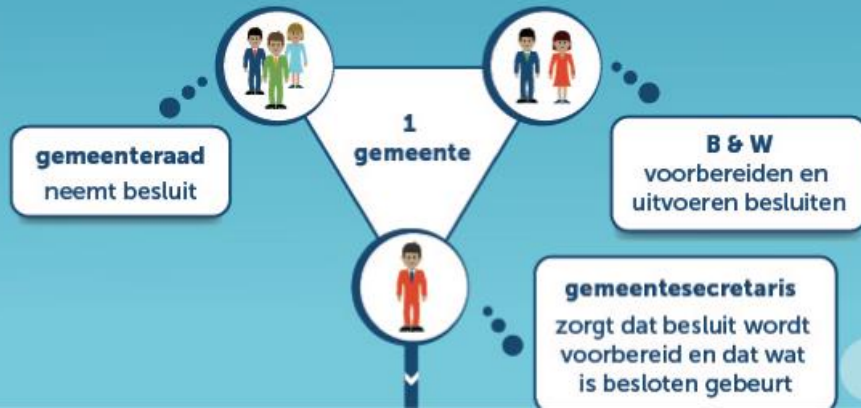 1
gemeente
gemeenteraad
neemt besluit
B & W
voorbereiden en
uitvoeren besluiten
gemeentesecretaris
zorgt dat besluit wordt
voorbereid en dat wat
is besloten gebeurt